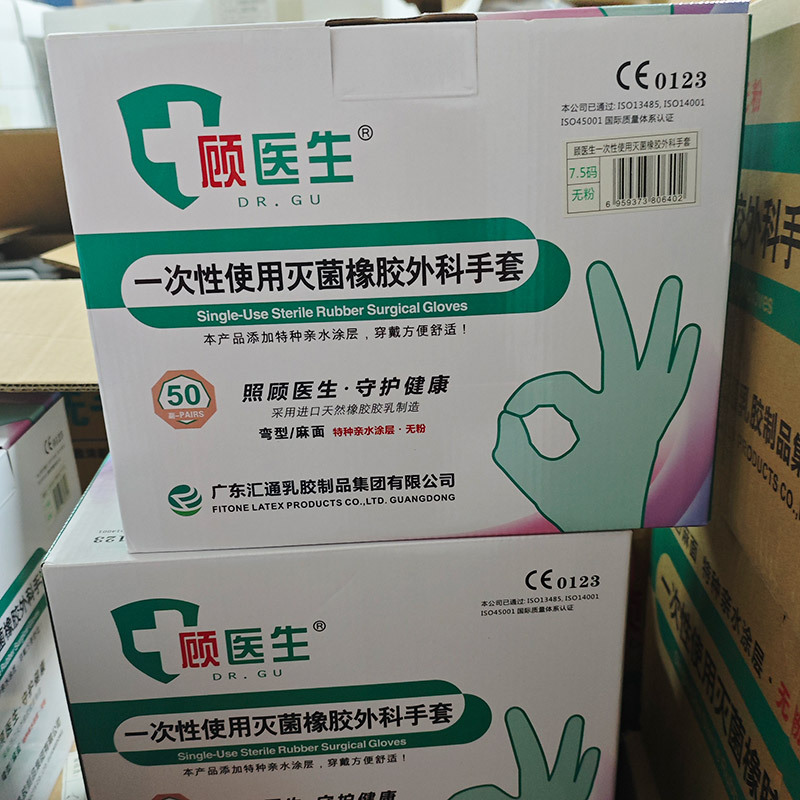 CE 0123
本公司已通过: ISO13485, ISO14001
ISO45001 国际质量体系认证
顾医生®
DR. GU
顾医生一次性使用灭菌橡胶外科手套
7.5码
无粉
6 959373 806402
一次性使用灭菌橡胶外科手套
Single-Use Sterile Rubber Surgical Gloves
本产品添加特种亲水涂层，穿戴方便舒适！
50
副-PAIRS
照顾医生·守护健康
采用进口天然橡胶胶乳制造
弯型/麻面 特种亲水涂层·无粉
广东汇通乳胶制品集团有限公司
FITONE LATEX PRODUCTS CO.,LTD. GUANGDONG
CE 0123
本公司已通过: ISO13485, ISO14001
ISO45001 国际质量体系认证
顾医生®
DR. GU
一次性使用灭菌橡胶外科手套
Single-Use Sterile Rubber Surgical Gloves
本产品添加特种亲水涂层，穿戴方便舒适！